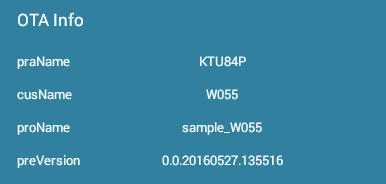 OTA Info
praName KTU84P
cusName W055
proName sample_W055
preVersion 0.0.20160527.135516